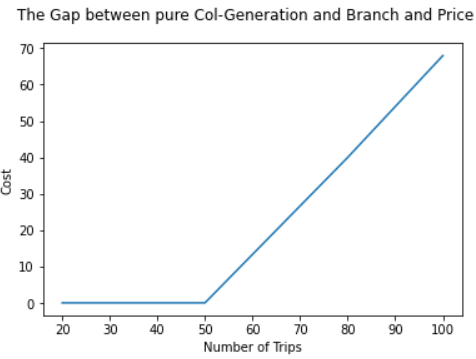 The Gap between pure Col-Generation and Branch and Price
70
60
50
40
30
20
10
0
Cost
20 30 40 50 60 70 80 90 100
Number of Trips